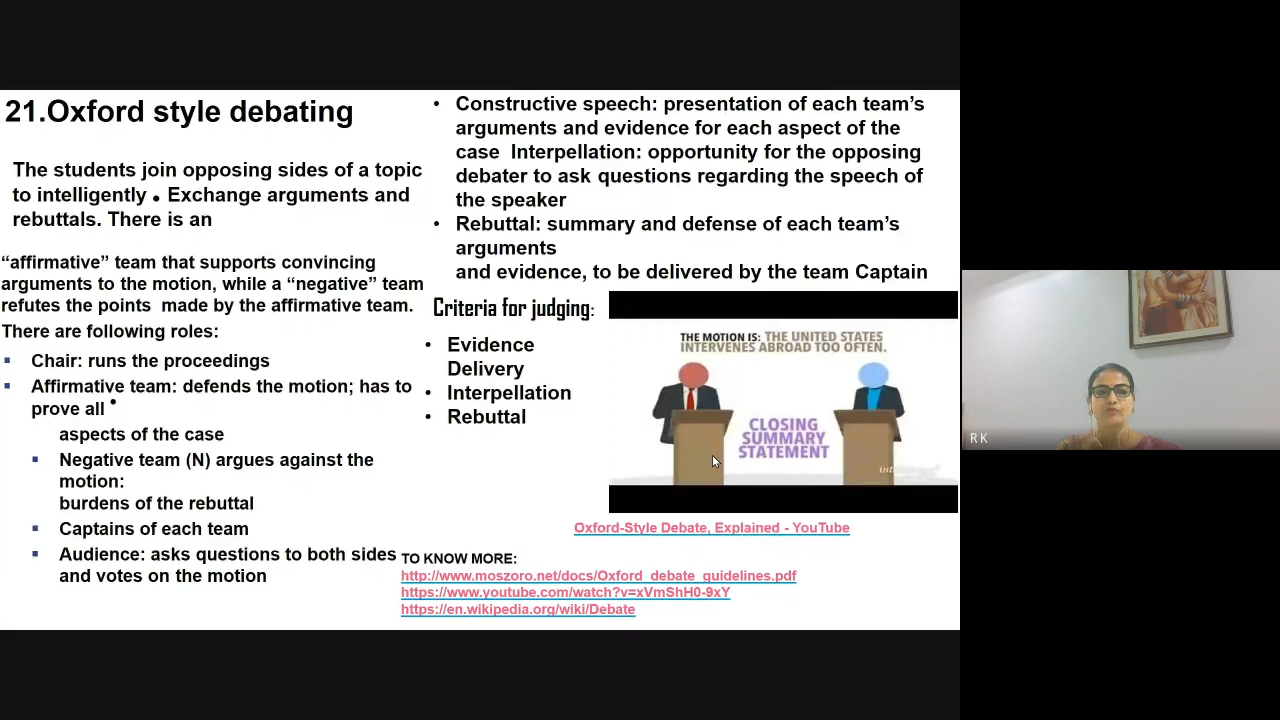 21.Oxford style debating
The students join opposing sides of a topic
to intelligently • Exchange arguments and
rebuttals. There is an
“affirmative” team that supports convincing
arguments to the motion, while a “negative” team
refutes the points made by the affirmative team.
There are following roles:
▪ Chair: runs the proceedings
▪ Affirmative team: defends the motion; has to
prove all •
aspects of the case
▪ Negative team (N) argues against the
motion:
burdens of the rebuttal
▪ Captains of each team
▪ Audience: asks questions to both sides
and votes on the motion
• Constructive speech: presentation of each team’s
arguments and evidence for each aspect of the
case Interpellation: opportunity for the opposing
debater to ask questions regarding the speech of
the speaker
• Rebuttal: summary and defense of each team’s
arguments
and evidence, to be delivered by the team Captain
Criteria for judging:
• Evidence
Delivery
• Interpellation
• Rebuttal
THE MOTION IS: THE UNITED STATES
INTERVENES ABROAD TOO OFTEN.
CLOSING
SUMMARY
STATEMENT
Oxford-Style Debate, Explained - YouTube
TO KNOW MORE:
http://www.moszoro.net/docs/Oxford_debate_guidelines.pdf
https://www.youtube.com/watch?v=xVmShH0-9xY
https://en.wikipedia.org/wiki/Debate
RK